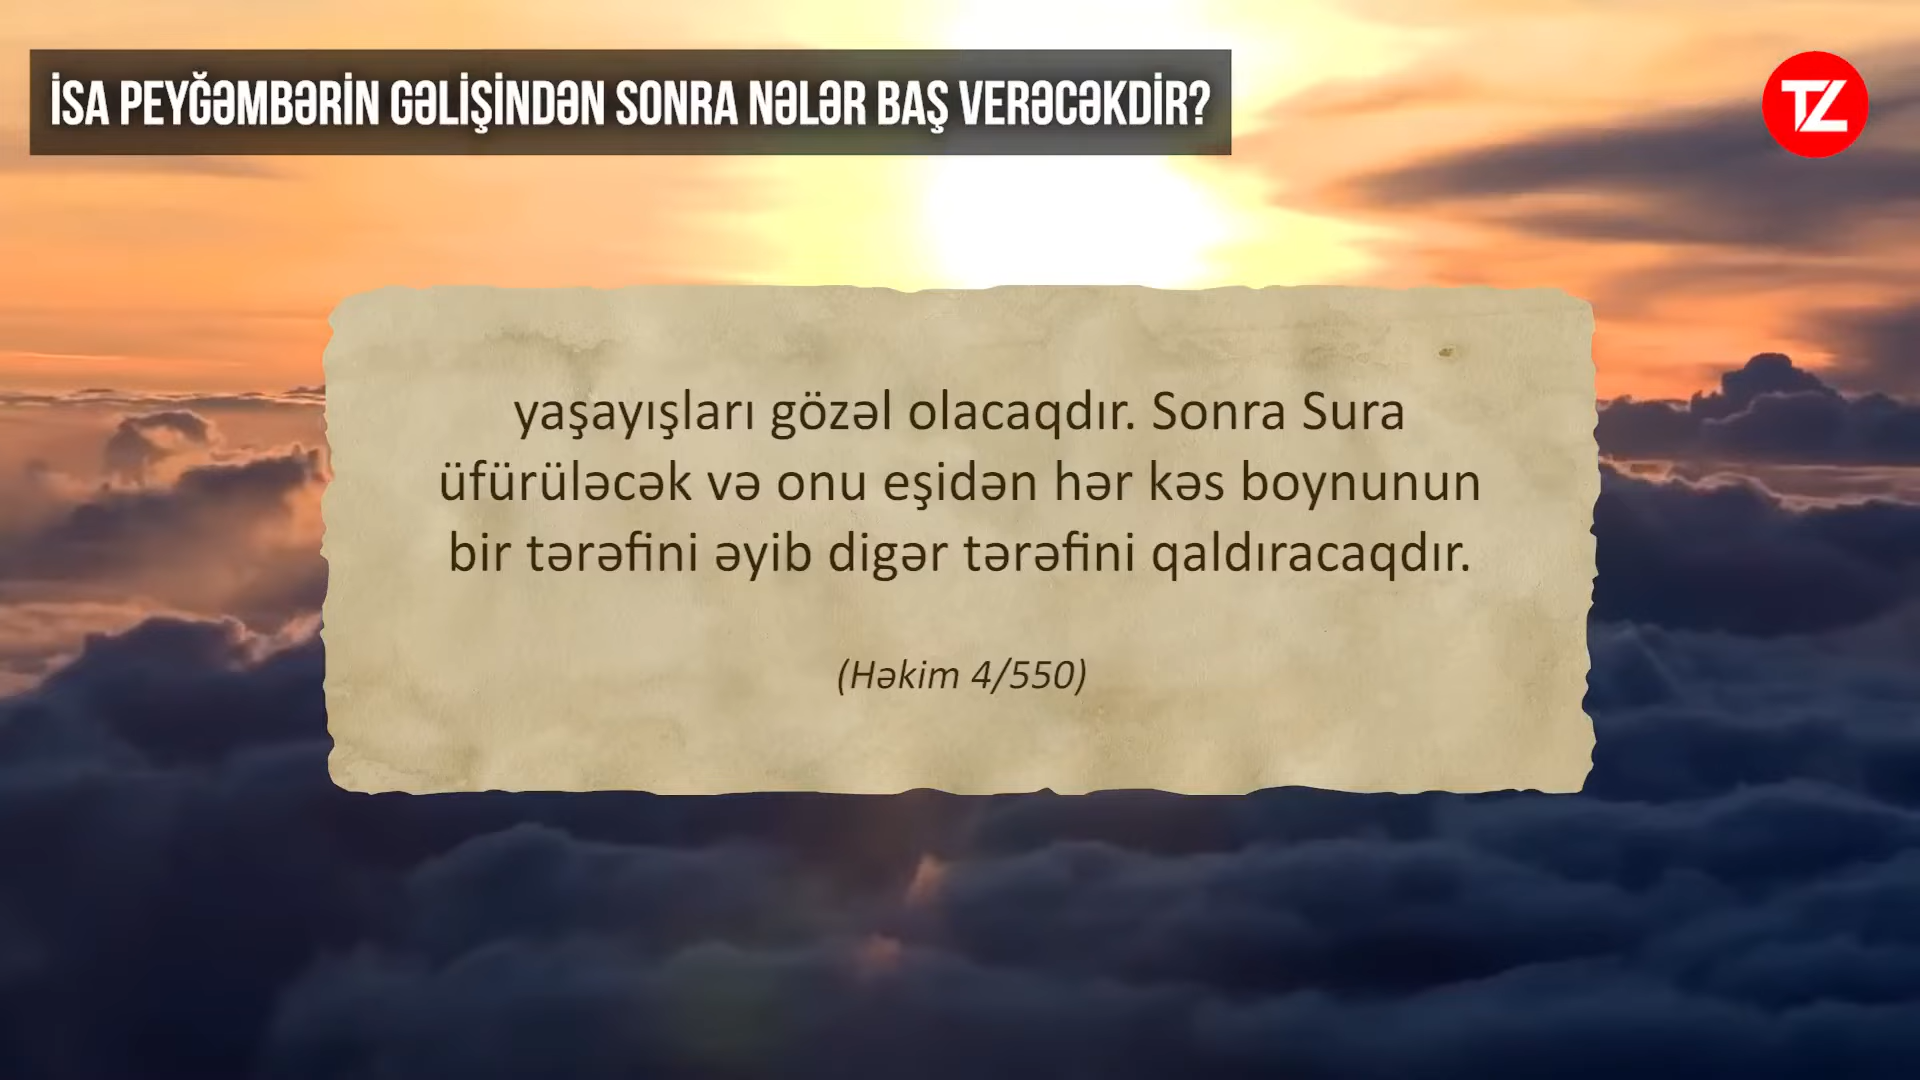 İSA PEYĞƏMBƏRİN GƏLİŞİNDƏN SONRA NƏLƏR BAŞ VERƏCƏKDİR?
TZ
yaşayışları gözəl olacaqdır. Sonra Sura
üfürüləcək və onu eşidən hər kəs boynunun
bir tərəfini əyib digər tərəfini qaldıracaqdır.
(Həkim 4/550)